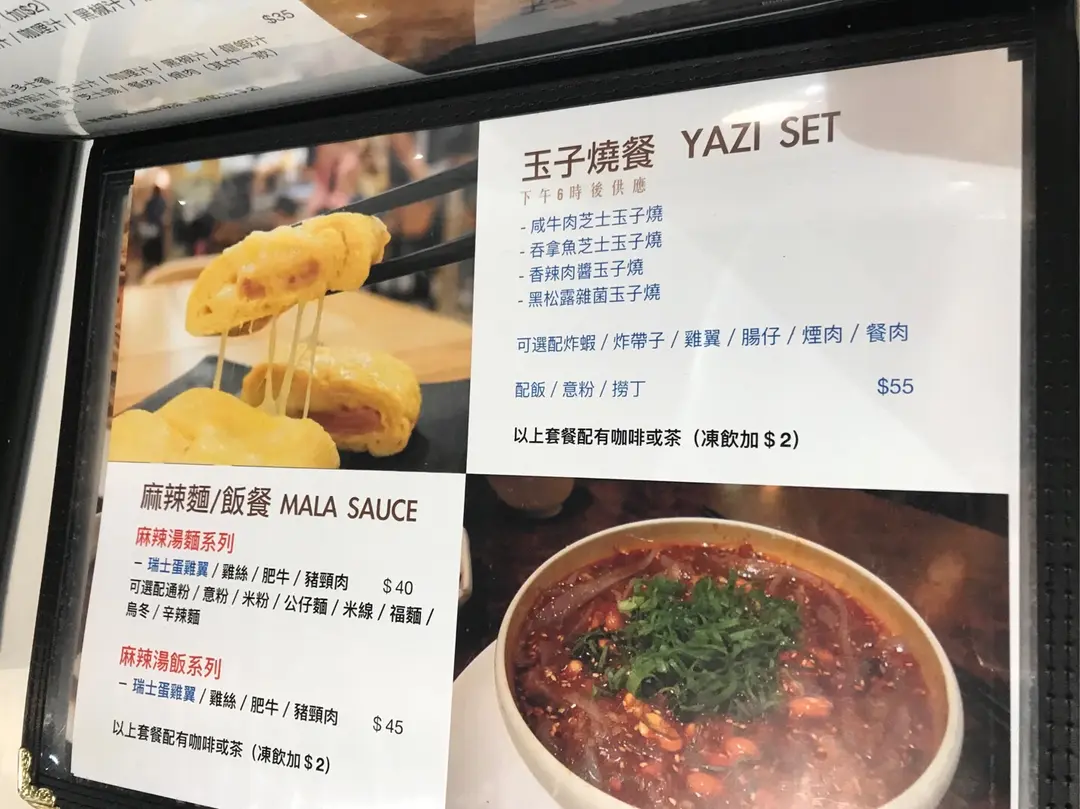 (加$2)
$35
玉子燒餐 YAZI SET
下午6時後供應
- 咸牛肉芝士玉子燒
- 吞拿魚芝士玉子燒
- 香辣肉醬玉子燒
- 黑松露雜菌玉子燒
可選配炸蝦 / 炸帶子 / 雞翼 / 腸仔 / 煙肉 / 餐肉
配飯 / 意粉 / 撈丁 $55
以上套餐配有咖啡或茶（凍飲加＄2）
麻辣麵/飯餐 MALA SAUCE
麻辣湯麵系列
– 瑞士蛋雞翼 / 雞絲 / 肥牛 / 豬頸肉 $40
可選配通粉 / 意粉 / 米粉 / 公仔麵 / 米線 / 福麵 /
烏冬 / 辛辣麵
麻辣湯飯系列
– 瑞士蛋雞翼 / 雞絲 / 肥牛 / 豬頸肉 $45
以上套餐配有咖啡或茶（凍飲加＄2）